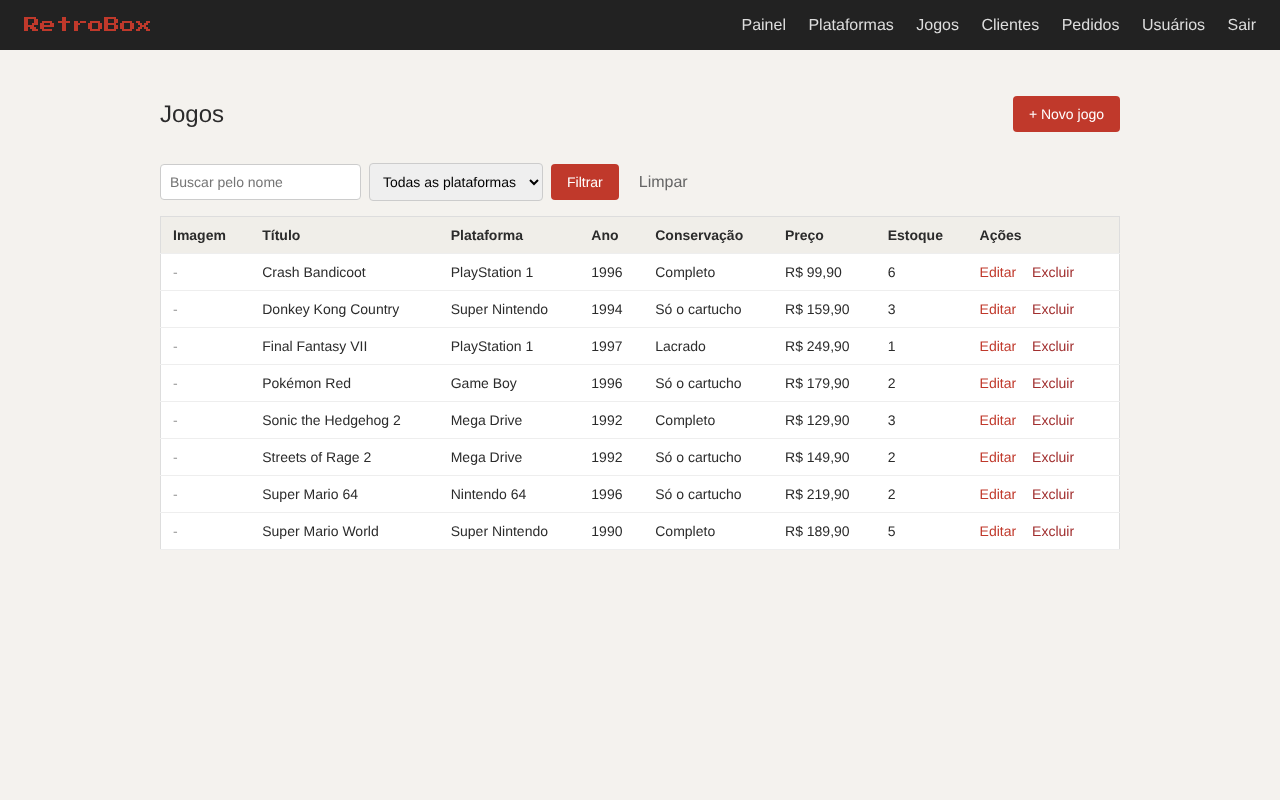 RetroBox Painel Plataformas Jogos Clientes Pedidos Usuários Sair
Jogos + Novo jogo
Buscar pelo nome Todas as plataformas Filtrar Limpar
Imagem Título Plataforma Ano Conservação Preço Estoque Ações
- Crash Bandicoot PlayStation 1 1996 Completo R$ 99,90 6 Editar Excluir
- Donkey Kong Country Super Nintendo 1994 Só o cartucho R$ 159,90 3 Editar Excluir
- Final Fantasy VII PlayStation 1 1997 Lacrado R$ 249,90 1 Editar Excluir
- Pokémon Red Game Boy 1996 Só o cartucho R$ 179,90 2 Editar Excluir
- Sonic the Hedgehog 2 Mega Drive 1992 Completo R$ 129,90 3 Editar Excluir
- Streets of Rage 2 Mega Drive 1992 Só o cartucho R$ 149,90 2 Editar Excluir
- Super Mario 64 Nintendo 64 1996 Só o cartucho R$ 219,90 2 Editar Excluir
- Super Mario World Super Nintendo 1990 Completo R$ 189,90 5 Editar Excluir